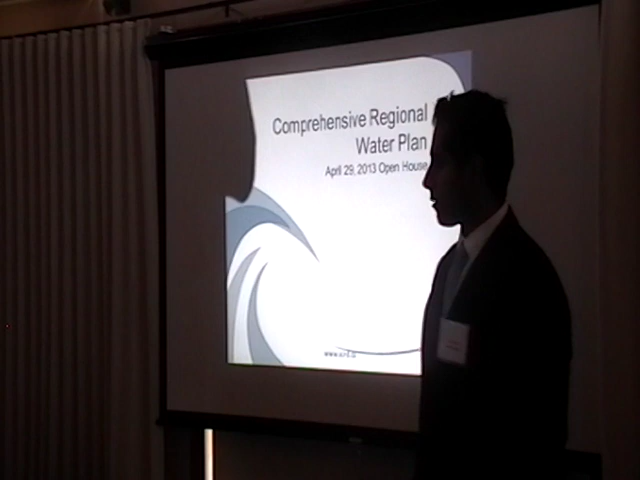 Comprehensive Regional
Water Plan
April 29, 2013 Open House